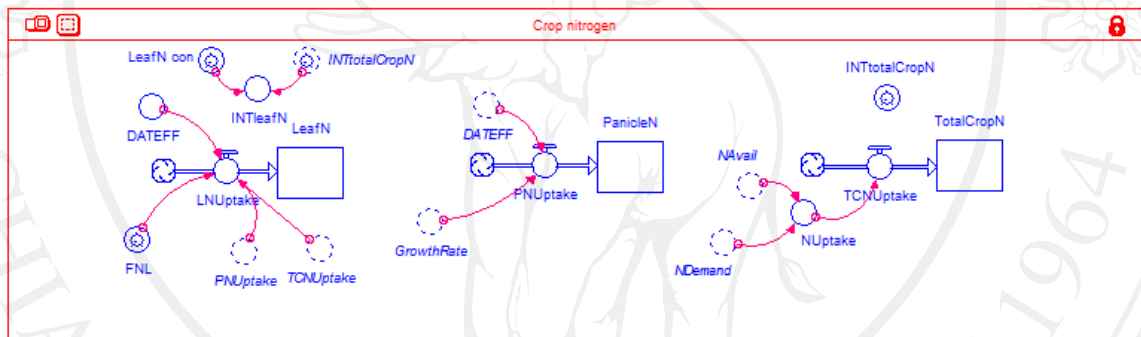 Crop nitrogen
LeafN con
INTtotalCropN
INTleafN
DATEFF
LeafN
LNUptake
FNL
PNUptake
TCNUptake
DATEFF
PanicleN
PNUptake
GrowthRate
INTtotalCropN
TotalCropN
NAvail
TCNUptake
NUptake
NDemand
1964